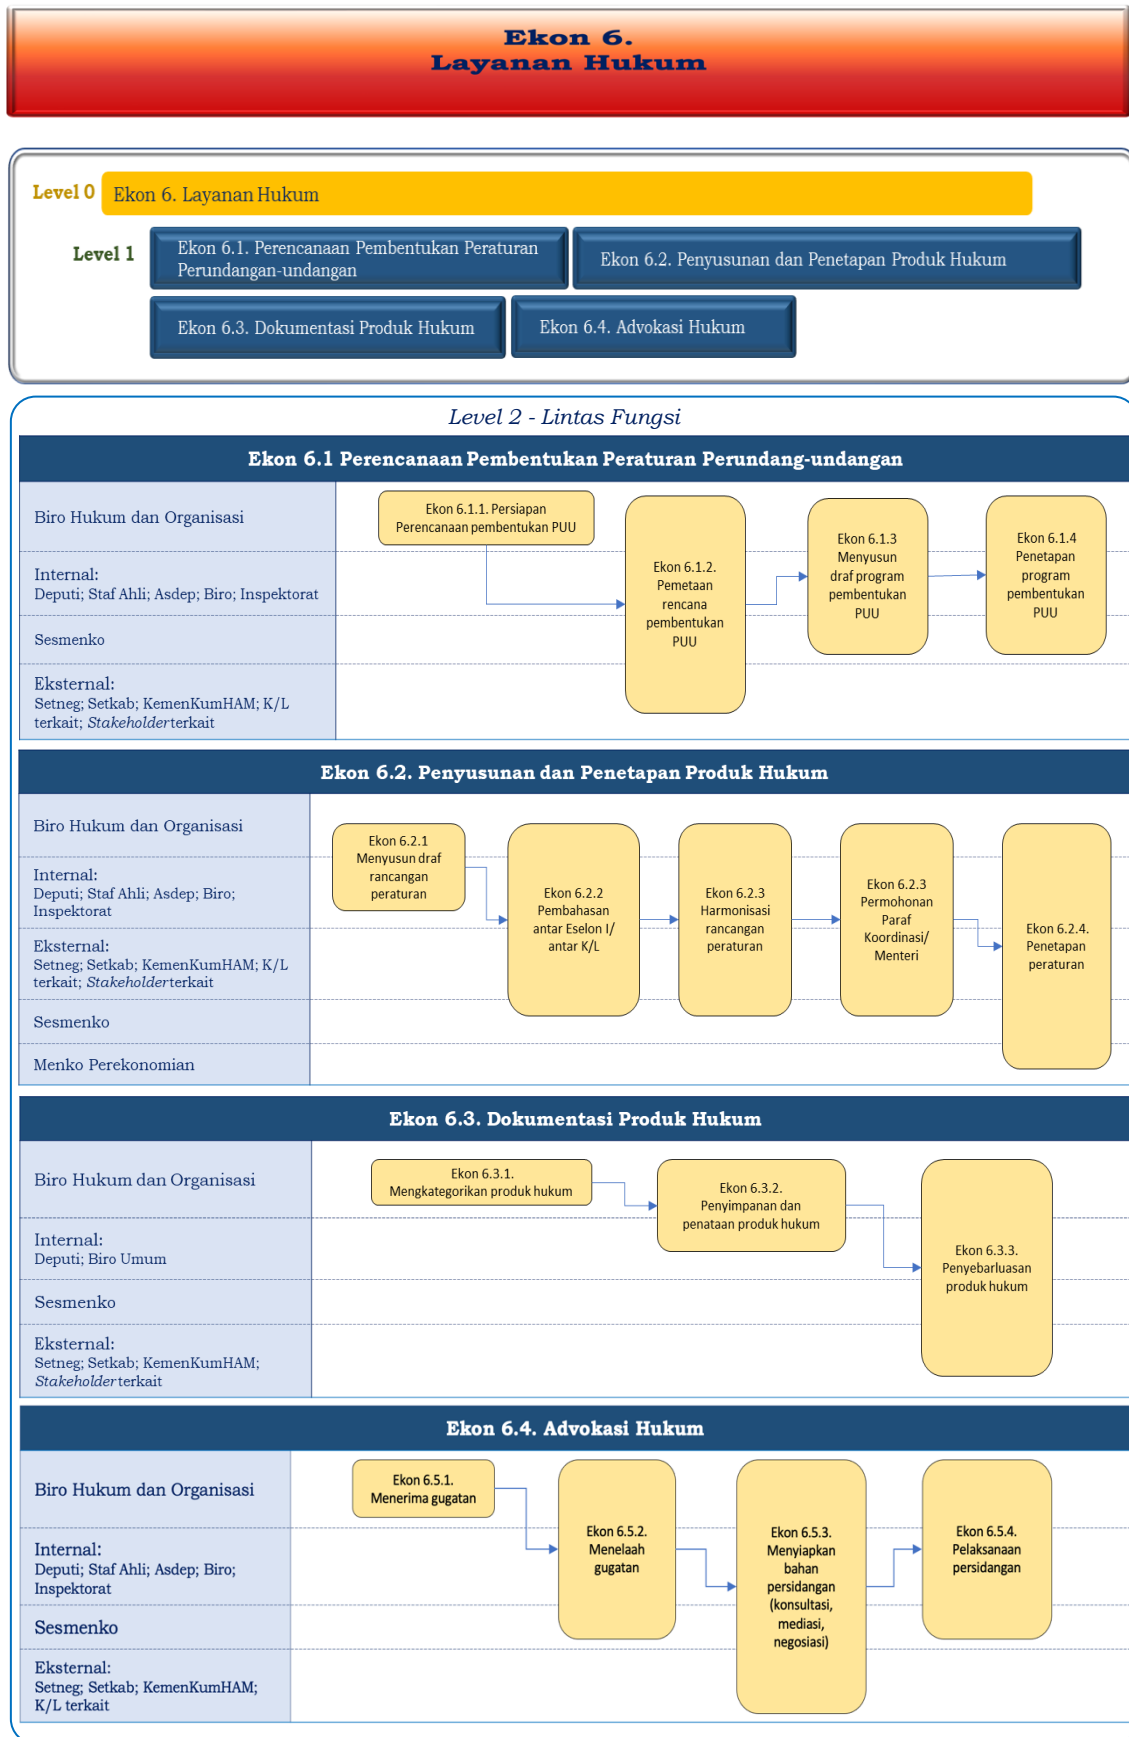 Ekon 6.
Layanan Hukum
Level 0
Ekon 6. Layanan Hukum
Level 1
Ekon 6.1. Perencanaan Pembentukan Peraturan
Perundangan-undangan
Ekon 6.2. Penyusunan dan Penetapan Produk Hukum
Ekon 6.3. Dokumentasi Produk Hukum
Ekon 6.4. Advokasi Hukum
Level 2 - Lintas Fungsi
Ekon 6.1 Perencanaan Pembentukan Peraturan Perundang-undangan
Biro Hukum dan Organisasi
Internal:
Deputi; Staf Ahli; Asdep; Biro; Inspektorat
Sesmenko
Eksternal:
Setneg; Setkab; KemenKumHAM; K/L
terkait; Stakeholder terkait
Ekon 6.1.1. Persiapan
Perencanaan pembentukan PUU
Ekon 6.1.2.
Pemetaan
rencana
pembentukan
PUU
Ekon 6.1.3
Menyusun
draf program
pembentukan
PUU
Ekon 6.1.4
Penetapan
program
pembentukan
PUU
Ekon 6.2. Penyusunan dan Penetapan Produk Hukum
Biro Hukum dan Organisasi
Internal:
Deputi; Staf Ahli; Asdep; Biro;
Inspektorat
Eksternal:
Setneg; Setkab; KemenKumHAM; K/L
terkait; Stakeholder terkait
Sesmenko
Menko Perekonomian
Ekon 6.2.1
Menyusun draf
rancangan
peraturan
Ekon 6.2.2
Pembahasan
antar Eselon I/
antar K/L
Ekon 6.2.3
Harmonisasi
rancangan
peraturan
Ekon 6.2.3
Permohonan
Paraf
Koordinasi/
Menteri
Ekon 6.2.4.
Penetapan
peraturan
Ekon 6.3. Dokumentasi Produk Hukum
Biro Hukum dan Organisasi
Internal:
Deputi; Biro Umum
Sesmenko
Eksternal:
Setneg; Setkab; KemenKumHAM;
Stakeholder terkait
Ekon 6.3.1.
Mengkategorikan produk hukum
Ekon 6.3.2.
Penyimpanan dan
penataan produk hukum
Ekon 6.3.3.
Penyebarluasan
produk hukum
Ekon 6.4. Advokasi Hukum
Biro Hukum dan Organisasi
Internal:
Deputi; Staf Ahli; Asdep; Biro;
Inspektorat
Sesmenko
Eksternal:
Setneg; Setkab; KemenKumHAM;
K/L terkait
Ekon 6.5.1.
Menerima gugatan
Ekon 6.5.2.
Menelaah
gugatan
Ekon 6.5.3.
Menyiapkan
bahan
persidangan
(konsultasi,
mediasi,
negosiasi)
Ekon 6.5.4.
Pelaksanaan
persidangan